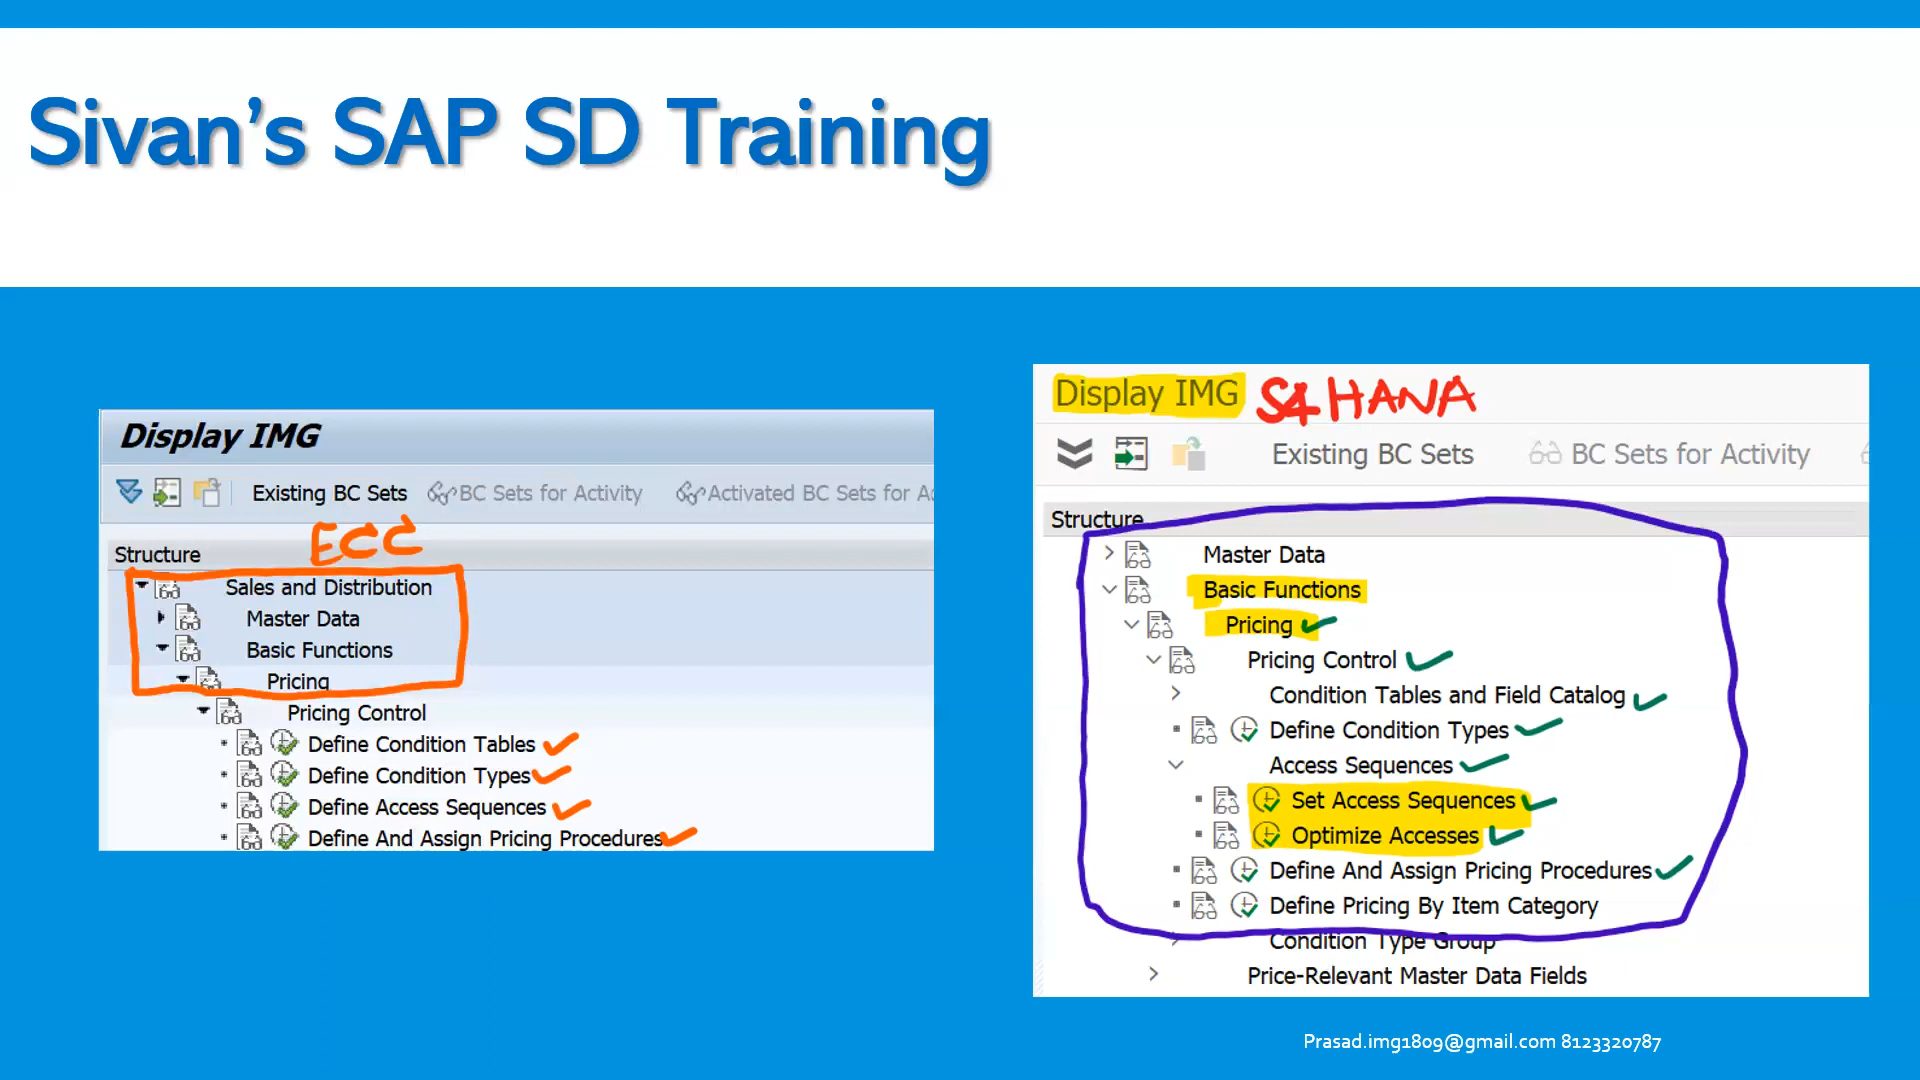 Sivan's SAP SD Training
Display IMG
Existing BC Sets BC Sets for Activity Activated BC Sets for
ECC
Structure
Sales and Distribution
Master Data
Basic Functions
Pricing
Pricing Control
Define Condition Tables
Define Condition Types
Define Access Sequences
Define And Assign Pricing Procedures
Display IMG S4 HANA
Existing BC Sets BC Sets for Activity
Structure
Master Data
Basic Functions
Pricing
Pricing Control
Condition Tables and Field Catalog
Define Condition Types
Access Sequences
Set Access Sequences
Optimize Accesses
Define And Assign Pricing Procedures
Define Pricing By Item Category
Condition Type Group
Price-Relevant Master Data Fields
Prasad.img1809@gmail.com 8123320787